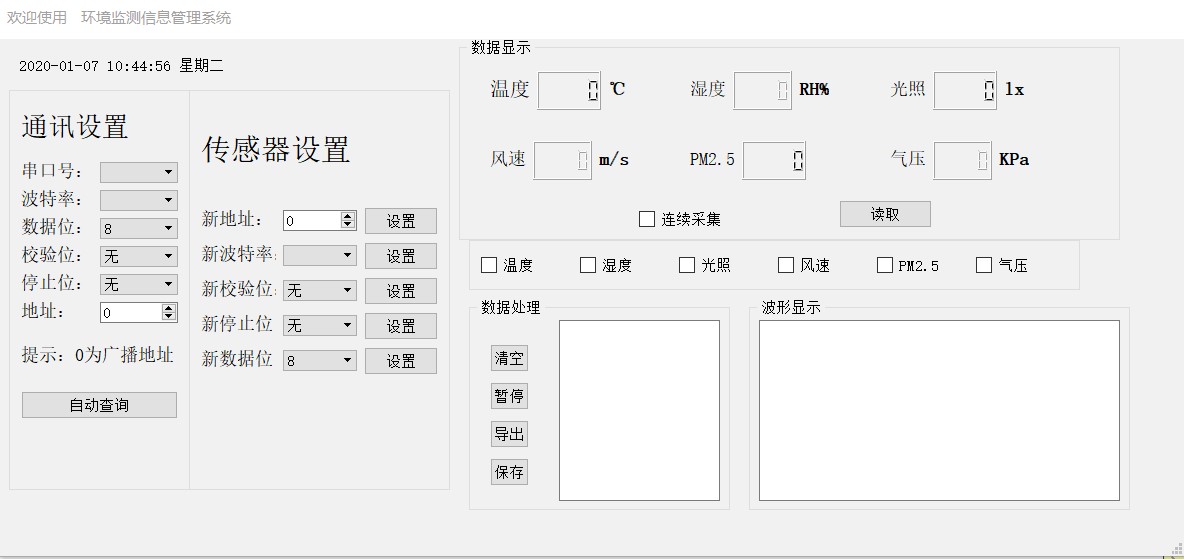 欢迎使用 环境监测信息管理系统
2020-01-07 10:44:56 星期二
通讯设置
串口号：
波特率：
数据位： 8
校验位： 无
停止位： 无
地址： 0
提示：0为广播地址
自动查询
传感器设置
新地址： 0 设置
新波特率： 设置
新校验位： 无 设置
新停止位 无 设置
新数据位 8 设置
数据显示
温度 0 ℃ 湿度 0 RH% 光照 0 lx
风速 0 m/s PM2.5 0 气压 0 KPa
连续采集 读取
温度 湿度 光照 风速 PM2.5 气压
数据处理
清空
暂停
导出
保存
波形显示